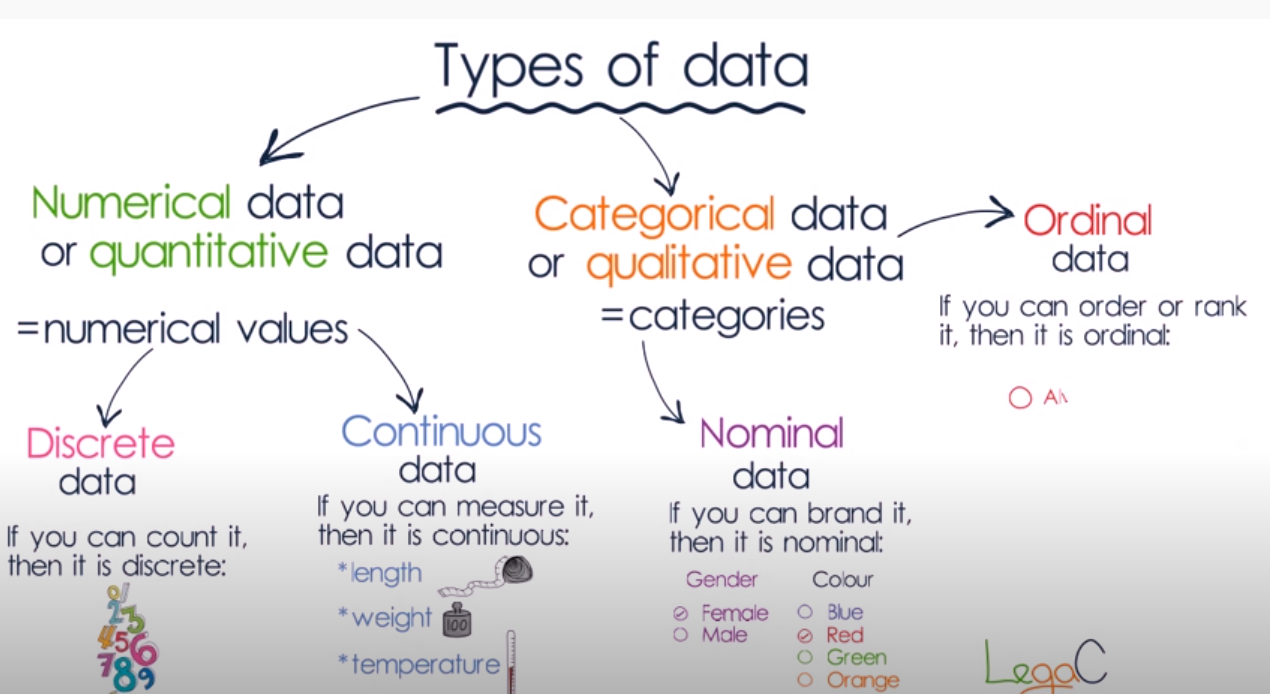 Types of data
Numerical data
or quantitative data
=numerical values
Discrete
data
If you can count it,
then it is discrete:
0
1
2 3
4 5 6
7 8 9
Continuous
data
If you can measure it,
then it is continuous:
*length
*weight
100
*temperature
Categorical data
or qualitative data
=categories
Nominal
data
If you can brand it,
then it is nominal:
Gender
Female
Male
Colour
Blue
Red
Green
Orange
Ordinal
data
If you can order or rank
it, then it is ordinal:
LegaC